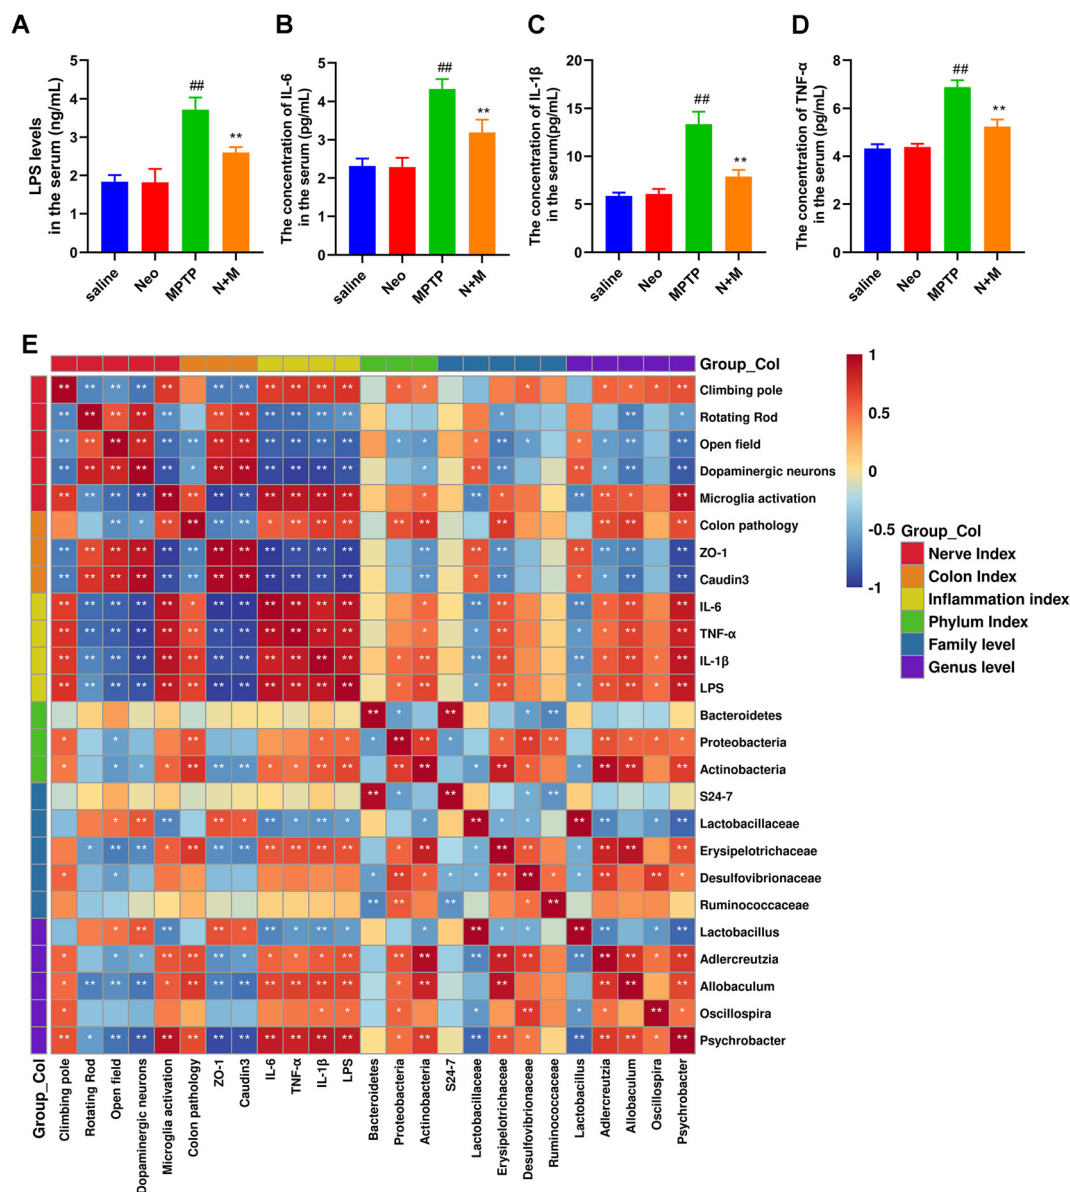 A
LPS levels
in the serum (ng/mL)
5
4
3
2
1
0
##
**
saline
Neo
MPTP
N+M
B
The concentration of IL-6
in the serum (pg/mL)
5
4
3
2
1
0
##
**
saline
Neo
MPTP
N+M
C
The concentration of IL-1β
in the serum(pg/mL)
20
15
10
5
0
##
**
saline
Neo
MPTP
N+M
D
The concentration of TNF-α
in the serum (pg/mL)
8
6
4
2
0
##
**
saline
Neo
MPTP
N+M
E
Group_Col
Climbing pole
Rotating Rod
Open field
Dopaminergic neurons
Microglia activation
Colon pathology
ZO-1
Caudin3
IL-6
TNF-α
IL-1β
LPS
Bacteroidetes
Proteobacteria
Actinobacteria
S24-7
Lactobacillaceae
Erysipelotrichaceae
Desulfovibrionaceae
Ruminococcaceae
Lactobacillus
Adlercreutzia
Allobaculum
Oscillospira
Psychrobacter
1
0.5
0
-0.5
-1
Group_Col
Nerve Index
Colon Index
Inflammation index
Phylum Index
Family level
Genus level
Group_Col
Climbing pole
Rotating Rod
Open field
Dopaminergic neurons
Microglia activation
Colon pathology
ZO-1
Caudin3
IL-6
TNF-α
IL-1β
LPS
Bacteroidetes
Proteobacteria
Actinobacteria
S24-7
Lactobacillaceae
Erysipelotrichaceae
Desulfovibrionaceae
Ruminococcaceae
Lactobacillus
Adlercreutzia
Allobaculum
Oscillospira
Psychrobacter